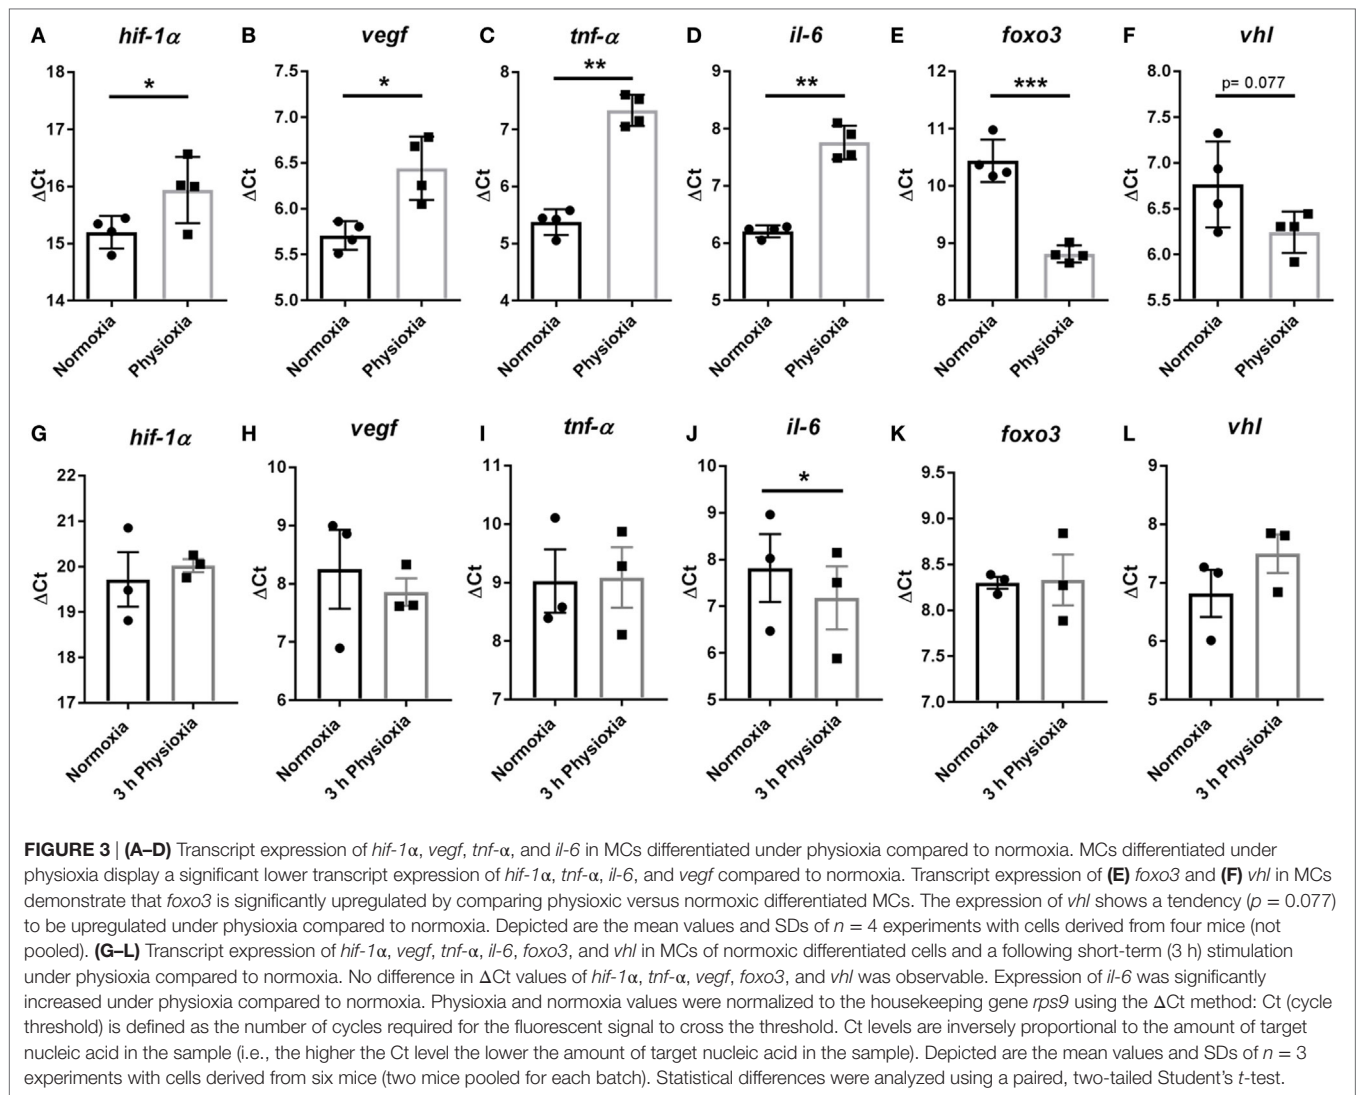 A hif-1α B vegf C tnf-α D il-6 E foxo3 F vhl
* * ** ** *** p= 0.077
ΔCt 18 17 16 15 14
ΔCt 7.5 7.0 6.5 6.0 5.5 5.0
ΔCt 8 7 6 5 4
ΔCt 9 8 7 6 5
ΔCt 12 11 10 9 8
ΔCt 8.0 7.5 7.0 6.5 6.0 5.5
Normoxia Physioxia Normoxia Physioxia Normoxia Physioxia Normoxia Physioxia Normoxia Physioxia Normoxia Physioxia
G hif-1α H vegf I tnf-α J il-6 K foxo3 L vhl
*
ΔCt 22 21 20 19 18 17
ΔCt 10 9 8 7 6
ΔCt 11 10 9 8 7
ΔCt 10 9 8 7 6 5
ΔCt 9.5 9.0 8.5 8.0 7.5 7.0
ΔCt 9 8 7 6 5
Normoxia 3 h Physioxia Normoxia 3 h Physioxia Normoxia 3 h Physioxia Normoxia 3 h Physioxia Normoxia 3 h Physioxia Normoxia 3 h Physioxia
FIGURE 3 | (A–D) Transcript expression of hif-1α, vegf, tnf-α, and il-6 in MCs differentiated under physioxia compared to normoxia. MCs differentiated under
physioxia display a significant lower transcript expression of hif-1α, tnf-α, il-6, and vegf compared to normoxia. Transcript expression of (E) foxo3 and (F) vhl in MCs
demonstrate that foxo3 is significantly upregulated by comparing physioxic versus normoxic differentiated MCs. The expression of vhl shows a tendency (p = 0.077)
to be upregulated under physioxia compared to normoxia. Depicted are the mean values and SDs of n = 4 experiments with cells derived from four mice (not
pooled). (G–L) Transcript expression of hif-1α, vegf, tnf-α, il-6, foxo3, and vhl in MCs of normoxic differentiated cells and a following short-term (3 h) stimulation
under physioxia compared to normoxia. No difference in ΔCt values of hif-1α, tnf-α, vegf, foxo3, and vhl was observable. Expression of il-6 was significantly
increased under physioxia compared to normoxia. Physioxia and normoxia values were normalized to the housekeeping gene rps9 using the ΔCt method: Ct (cycle
threshold) is defined as the number of cycles required for the fluorescent signal to cross the threshold. Ct levels are inversely proportional to the amount of target
nucleic acid in the sample (i.e., the higher the Ct level the lower the amount of target nucleic acid in the sample). Depicted are the mean values and SDs of n = 3
experiments with cells derived from six mice (two mice pooled for each batch). Statistical differences were analyzed using a paired, two-tailed Student’s t-test.